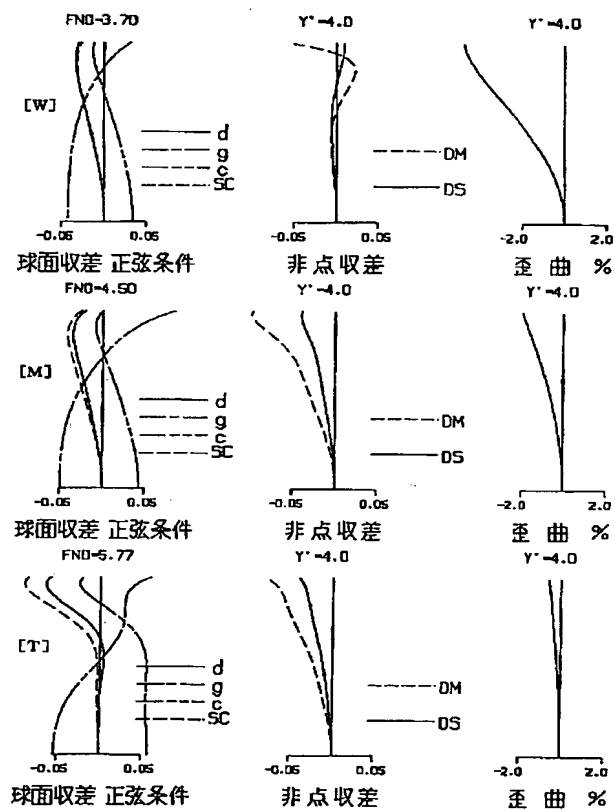 FNO=3.70 Y'=4.0 Y'=4.0
[W]
d
g
c
SC
DM
DS
-0.05 0.05 -0.05 0.05 -2.0 2.0
球面収差 正弦条件 非点収差 歪曲 %
FNO=4.50 Y'=4.0 Y'=4.0
[M]
d
g
c
SC
DM
DS
-0.05 0.05 -0.05 0.05 -2.0 2.0
球面収差 正弦条件 非点収差 歪曲 %
FNO=5.77 Y'=4.0 Y'=4.0
[T]
d
g
c
SC
DM
DS
-0.05 0.05 -0.05 0.05 -2.0 2.0
球面収差 正弦条件 非点収差 歪曲 %